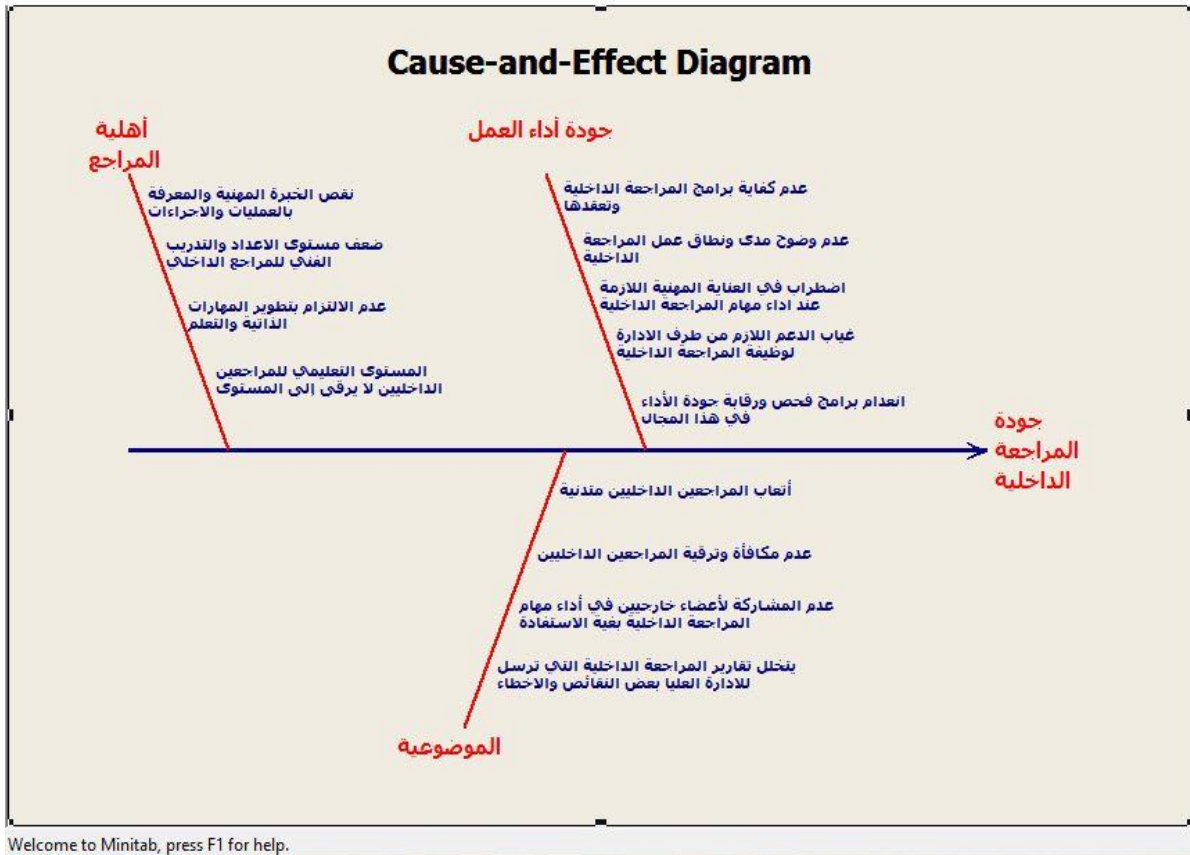 Cause-and-Effect Diagram
أهلية
المراجع
نقص الخبرة المهنية والمعرفة
بالعمليات والاجراءات
ضعف مستوى الاعداد والتدريب
الفني للمراجع الداخلي
عدم الالتزام بتطوير المهارات
الذاتية والتعلم
المستوى التعليمي للمراجعين
الداخليين لا يرقى إلى المستوى
جودة أداء العمل
عدم كفاية برامج المراجعة الداخلية
وتعقدها
عدم وضوح مدى ونطاق عمل المراجعة
الداخلية
اضطراب في العناية المهنية اللازمة
عند اداء مهام المراجعة الداخلية
غياب الدعم اللازم من طرف الادارة
لوظيفة المراجعة الداخلية
انعدام برامج فحص ورقابة جودة الأداء
في هذا المجال
جودة
المراجعة
الداخلية
أتعاب المراجعين الداخليين متدنية
عدم مكافأة وترقية المراجعين الداخليين
عدم المشاركة لأعضاء خارجيين في أداء مهام
المراجعة الداخلية بغية الاستفادة
يتخلل تقارير المراجعة الداخلية التي ترسل
للادارة العليا بعض النقائص والاخطاء
الموضوعية
Welcome to Minitab, press F1 for help.